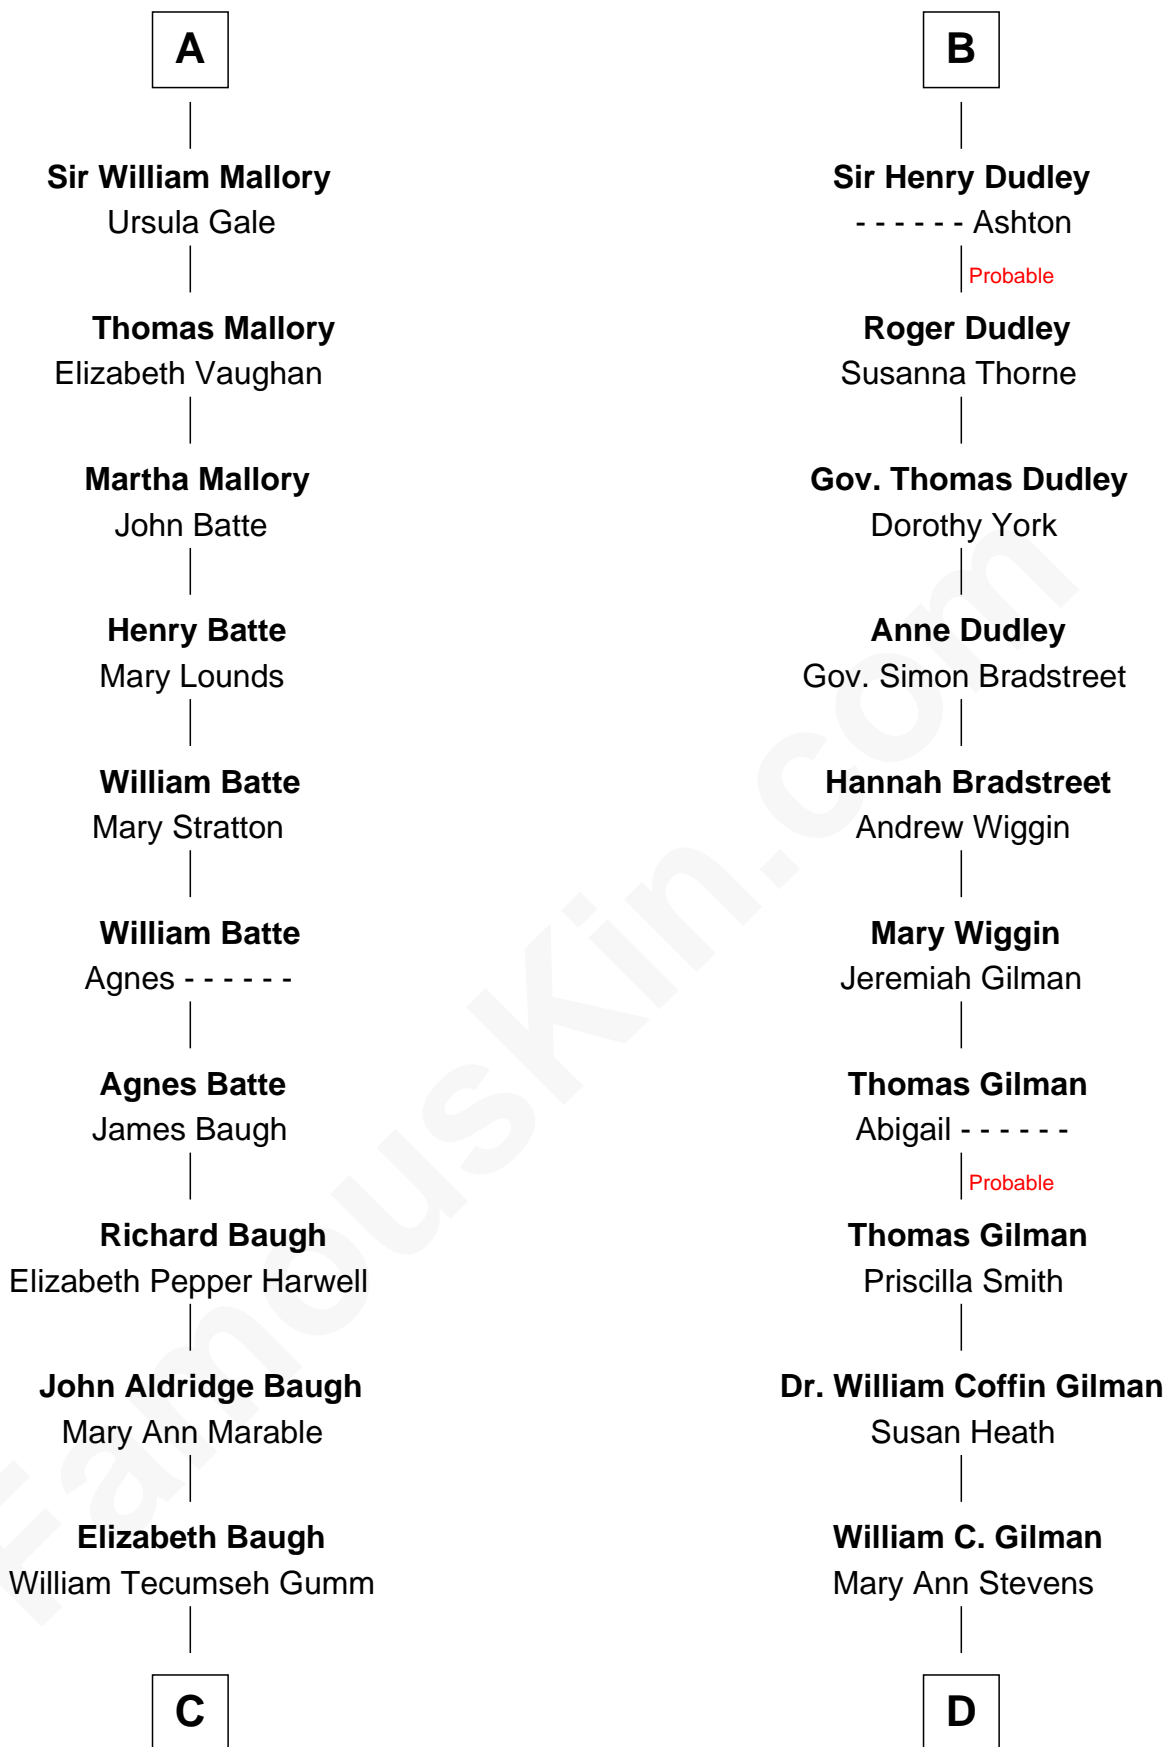 A
Sir William Mallory
Ursula Gale
Thomas Mallory
Elizabeth Vaughan
Martha Mallory
John Batte
Henry Batte
Mary Lounds
William Batte
Mary Stratton
William Batte
Agnes - - - - - -
Agnes Batte
James Baugh
Richard Baugh
Elizabeth Pepper Harwell
John Aldridge Baugh
Mary Ann Marable
Elizabeth Baugh
William Tecumseh Gumm
C
B
Sir Henry Dudley
- - - - - - Ashton
Probable
Roger Dudley
Susanna Thorne
Gov. Thomas Dudley
Dorothy York
Anne Dudley
Gov. Simon Bradstreet
Hannah Bradstreet
Andrew Wiggin
Mary Wiggin
Jeremiah Gilman
Thomas Gilman
Abigail - - - - - -
Probable
Thomas Gilman
Priscilla Smith
Dr. William Coffin Gilman
Susan Heath
William C. Gilman
Mary Ann Stevens
D
FamousKin.com